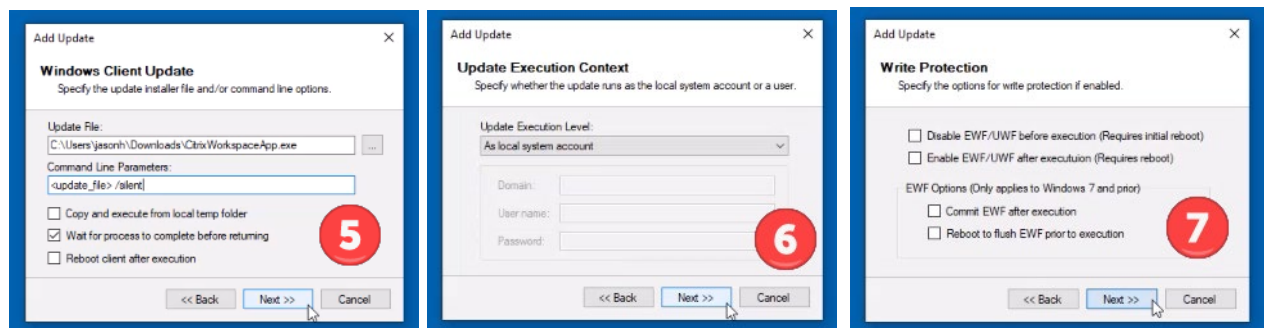 Add Update
Windows Client Update
Specify the update installer file and/or command line options.
Update File:
C:\Users\jasonh\Downloads\CitrixWorkspaceApp.exe
...
Command Line Parameters:
<update_file> /silent
Copy and execute from local temp folder
Wait for process to complete before returning
Reboot client after execution
5
<< Back
Next >>
Cancel
Add Update
Update Execution Context
Specify whether the update runs as the local system account or a user.
Update Execution Level:
As local system account
Domain:
User name:
Password:
6
<< Back
Next >>
Cancel
Add Update
Write Protection
Specify the options for write protection if enabled.
Disable EWF/UWF before execution (Requires initial reboot)
Enable EWF/UWF after executuion (Requires reboot)
EWF Options (Only applies to Windows 7 and prior)
Commit EWF after execution
Reboot to flush EWF prior to execution
7
<< Back
Next >>
Cancel